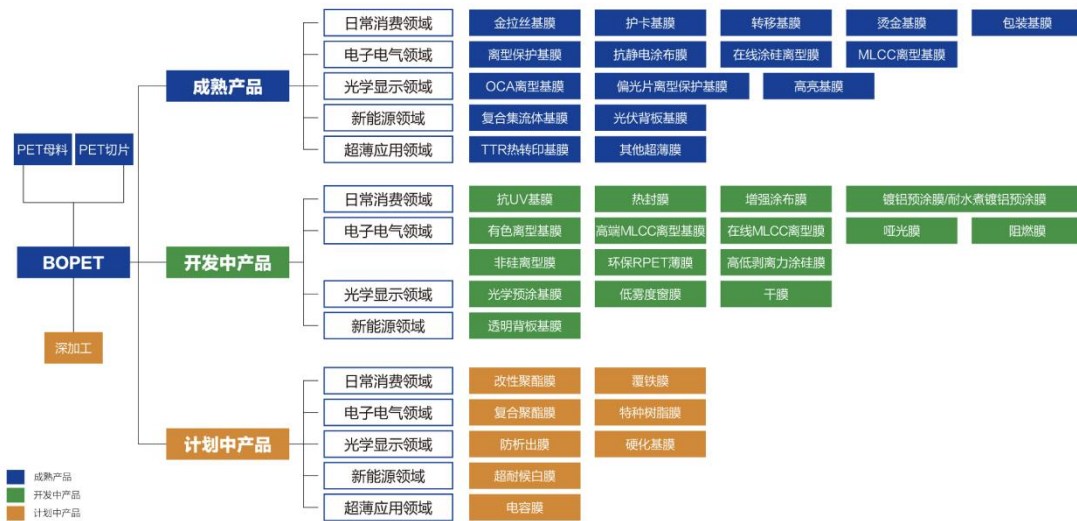 日常消费领域 金拉丝基膜 护卡基膜 转移基膜 烫金基膜 包装基膜
电子电气领域 离型保护基膜 抗静电涂布膜 在线涂硅离型膜 MLCC离型基膜
成熟产品
光学显示领域 OCA离型基膜 偏光片离型保护基膜 高亮基膜
新能源领域 复合集流体基膜 光伏背板基膜
PET母料 PET切片
超薄应用领域 TTR热转印基膜 其他超薄膜
日常消费领域 抗UV基膜 热封膜 增强涂布膜 镀铝预涂膜/耐水煮镀铝预涂膜
电子电气领域 有色离型基膜 高端MLCC离型基膜 在线MLCC离型膜 哑光膜 阻燃膜
BOPET 开发中产品
非硅离型膜 环保RPET薄膜 高低剥离力涂硅膜
光学显示领域 光学预涂基膜 低雾度窗膜 干膜
新能源领域 透明背板基膜
深加工
日常消费领域 改性聚酯膜 覆铁膜
电子电气领域 复合聚酯膜 特种树脂膜
计划中产品
光学显示领域 防析出膜 硬化基膜
新能源领域 超耐候白膜
超薄应用领域 电容膜
成熟产品
开发中产品
计划中产品